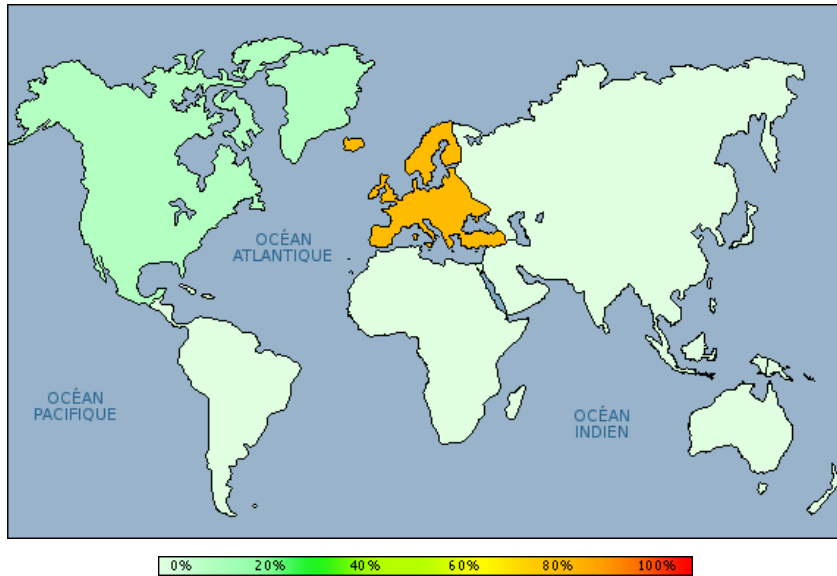 OCÉAN
ATLANTIQUE
OCÉAN
PACIFIQUE
OCÉAN
INDIEN
0% 20% 40% 60% 80% 100%